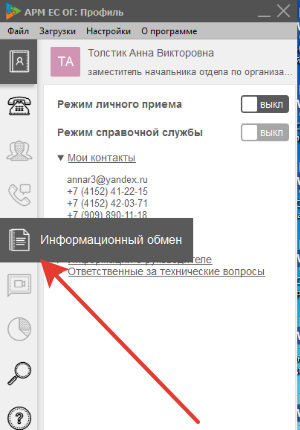 АРМ ЕС ОГ: Профиль
Файл Загрузки Настройки О программе
ТА
Толстик Анна Викторовна
заместитель начальника отдела по организа...
Режим личного приема
ВЫКЛ
Режим справочной службы
ВЫКЛ
Мои контакты
annar3@yandex.ru
+7 (4152) 41-22-15
+7 (4152) 42-03-71
+7 (909) 890-11-18
Информационный обмен
Ответственные за технические вопросы